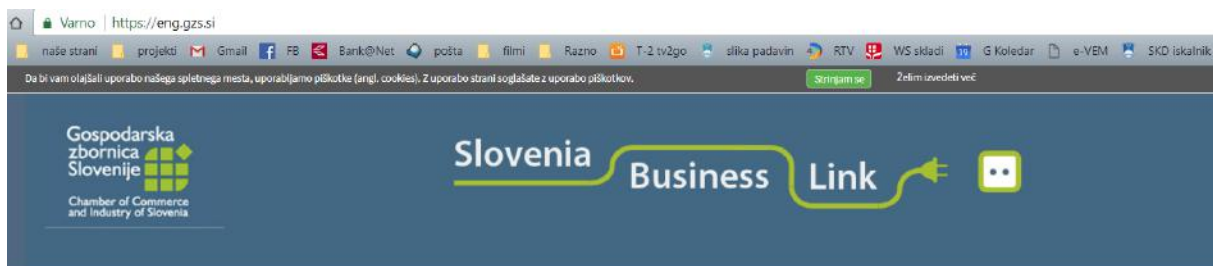 Varno https://eng.gzs.si
naše strani projekti Gmail FB Bank@Net pošta filmi Razno T-2 tv2go slika padavin RTV WS skladi 19 G Koledar e-VEM SKD iskalnik
Da bi vam olajšali uporabo našega spletnega mesta, uporabljamo piškotke (angl. cookies). Z uporabo strani soglašate z uporabo piškotkov. Strinjam se Želim izvedeti več
Gospodarska
zbornica
Slovenije
Chamber of Commerce
and Industry of Slovenia
Slovenia Business Link